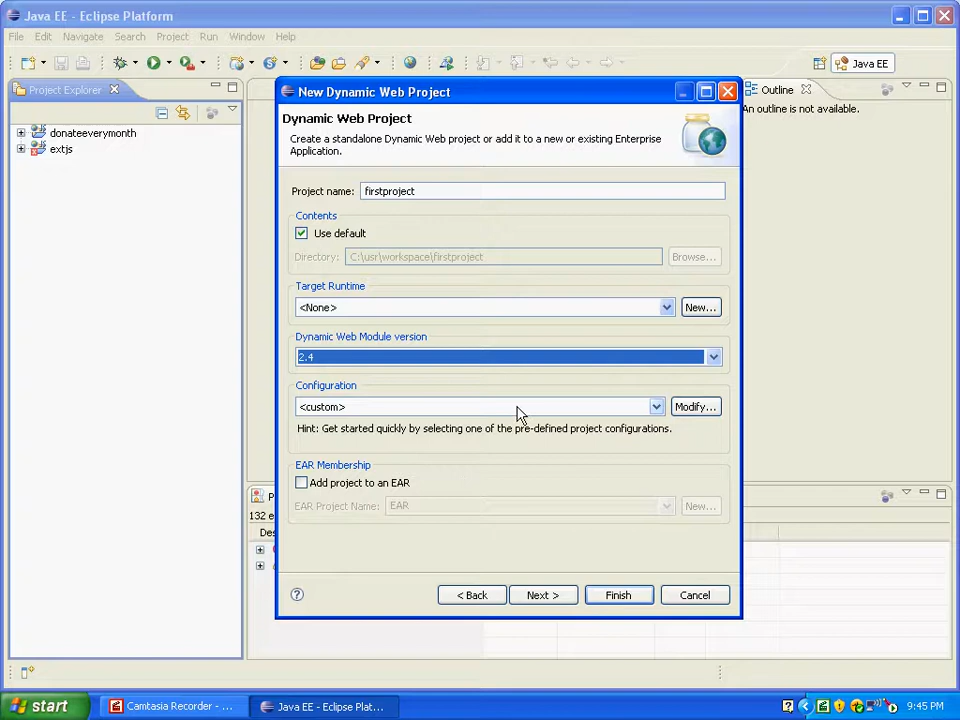 Java EE - Eclipse Platform
File Edit Navigate Search Project Run Window Help
Java EE
Project Explorer
donateeverymonth
extjs
New Dynamic Web Project
Dynamic Web Project
Create a standalone Dynamic Web project or add it to a new or existing Enterprise
Application.
Project name: firstproject
Contents
Use default
Directory: C:\usr\workspace\firstproject Browse...
Target Runtime
<None> New...
Dynamic Web Module version
2.4
Configuration
<custom> Modify...
Hint: Get started quickly by selecting one of the pre-defined project configurations.
EAR Membership
Add project to an EAR
EAR Project Name: EAR New...
? < Back Next > Finish Cancel
Outline
An outline is not available.
P
132 e
Des
start Camtasia Recorder - ... Java EE - Eclipse Plat... 9:45 PM